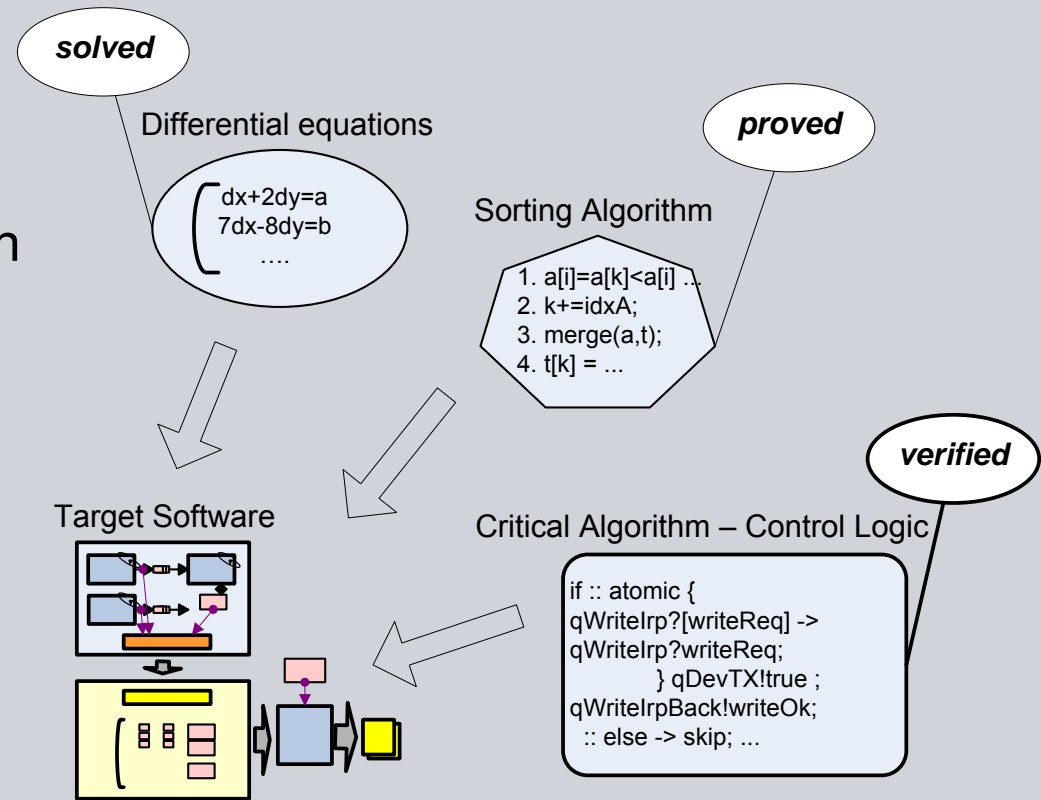 solved
Differential equations
dx+2dy=a
7dx-8dy=b
....
proved
Sorting Algorithm
1. a[i]=a[k]<a[i] ...
2. k+=idxA;
3. merge(a,t);
4. t[k] = ...
verified
Target Software
Critical Algorithm – Control Logic
if :: atomic {
qWriteIrp?[writeReq] ->
qWriteIrp?writeReq;
} qDevTX!true ;
qWriteIrpBack!writeOk;
:: else -> skip; ...